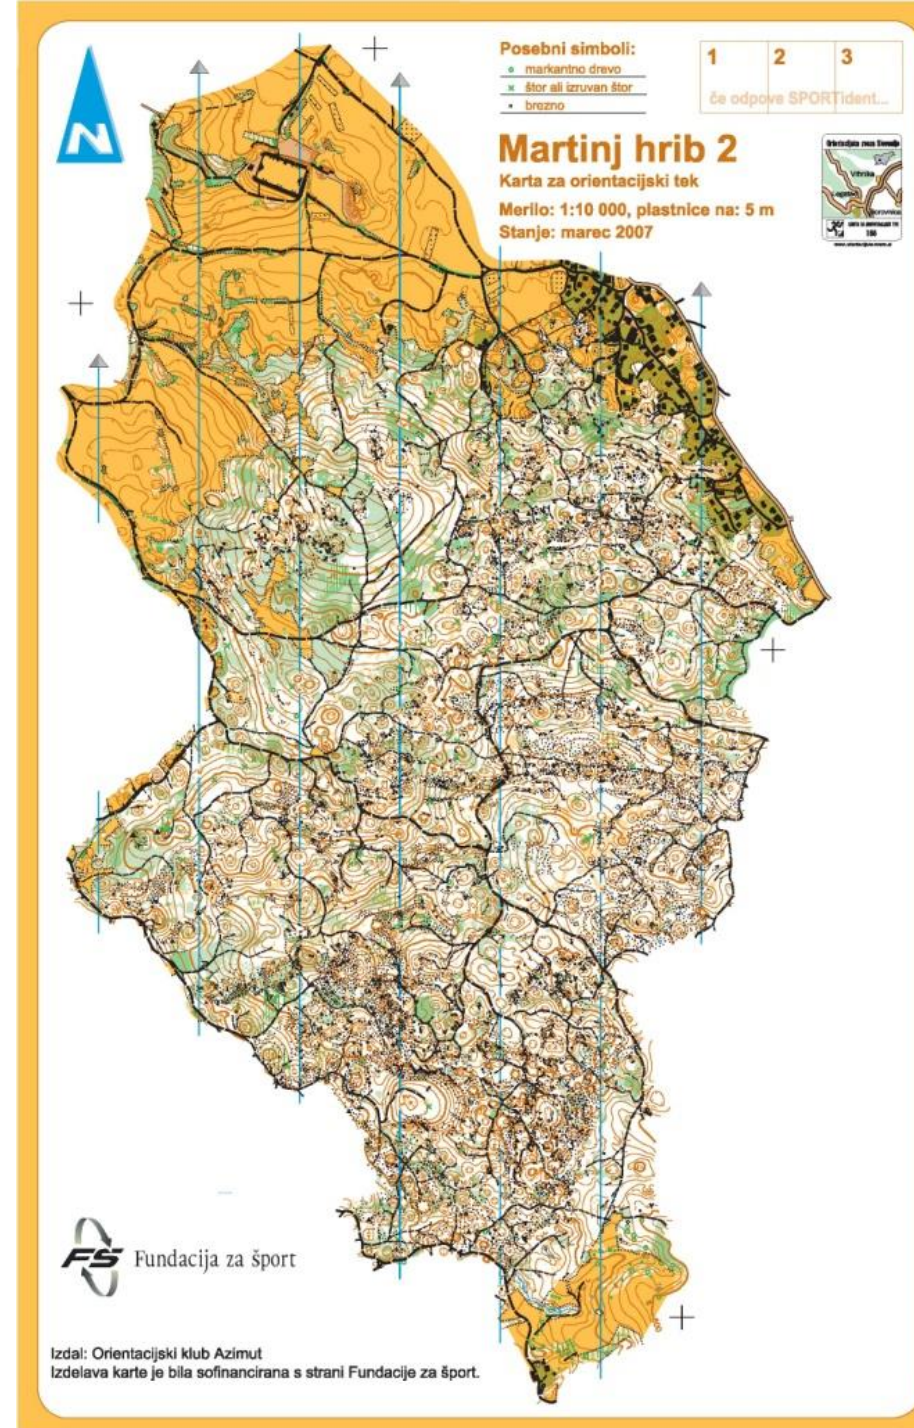 N
Posebni simboli:
markantno drevo
štor ali izruvan štor
brezno
1 2 3
če odpove SPORTident...
Martinj hrib 2
Karta za orientacijski tek
Merilo: 1:10 000, plastnice na: 5 m
Stanje: marec 2007
Vrhnika
FS Fundacija za šport
Izdal: Orientacijski klub Azimut
Izdelava karte je bila sofinancirana s strani Fundacije za šport.